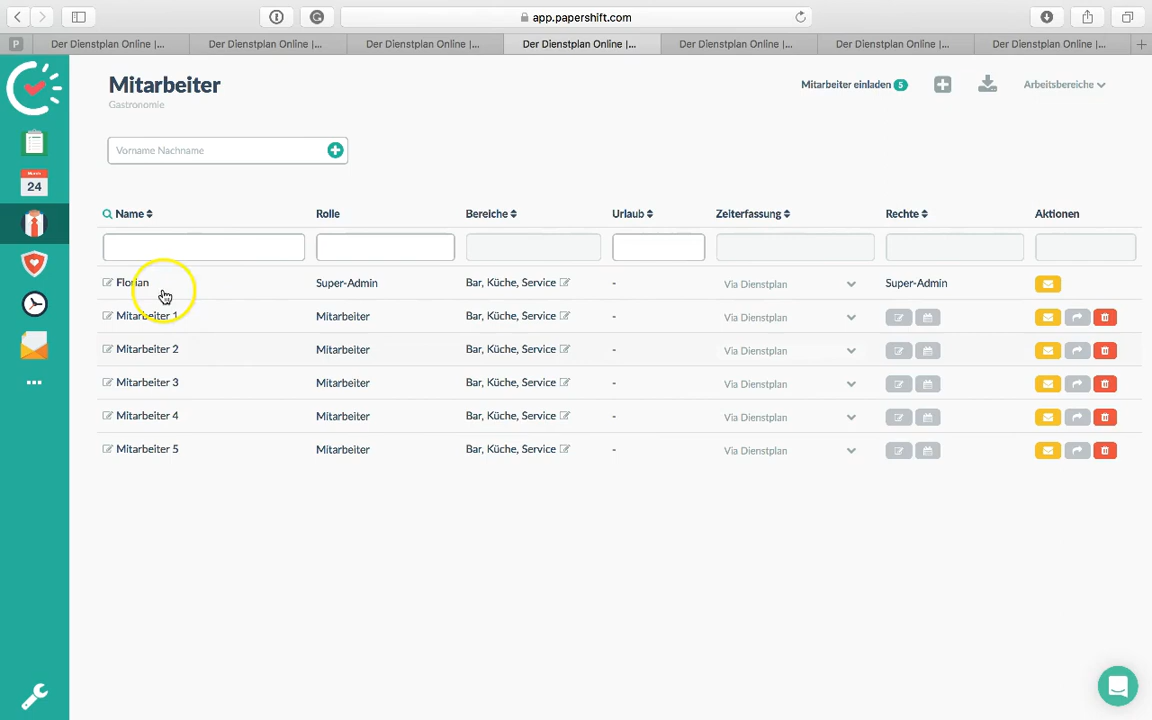 app.papershift.com
P
Der Dienstplan Online |...
Der Dienstplan Online |...
Der Dienstplan Online |...
Der Dienstplan Online |...
Der Dienstplan Online |...
Der Dienstplan Online |...
Der Dienstplan Online |...
Mitarbeiter
Gastronomie
Mitarbeiter einladen 5
Arbeitsbereiche
24
Vorname Nachname
Name Rolle Bereiche Urlaub Zeiterfassung Rechte Aktionen
Florian Super-Admin Bar, Küche, Service - Via Dienstplan Super-Admin
Mitarbeiter 1 Mitarbeiter Bar, Küche, Service - Via Dienstplan
Mitarbeiter 2 Mitarbeiter Bar, Küche, Service - Via Dienstplan
Mitarbeiter 3 Mitarbeiter Bar, Küche, Service - Via Dienstplan
Mitarbeiter 4 Mitarbeiter Bar, Küche, Service - Via Dienstplan
Mitarbeiter 5 Mitarbeiter Bar, Küche, Service - Via Dienstplan